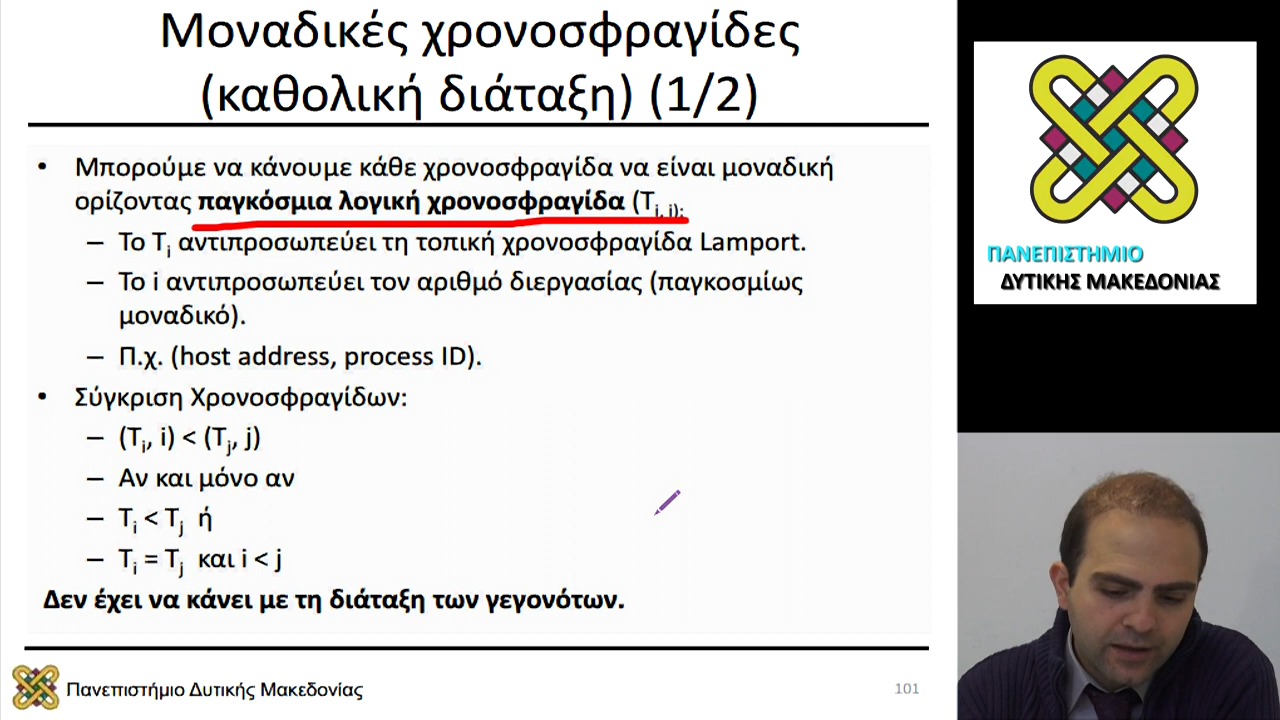 Μοναδικές χρονοσφραγίδες
(καθολική διάταξη) (1/2)
• Μπορούμε να κάνουμε κάθε χρονοσφραγίδα να είναι μοναδική
ορίζοντας παγκόσμια λογική χρονοσφραγίδα (Ti, i):
– Το Ti αντιπροσωπεύει τη τοπική χρονοσφραγίδα Lamport.
– Το i αντιπροσωπεύει τον αριθμό διεργασίας (παγκοσμίως
μοναδικό).
– Π.χ. (host address, process ID).
• Σύγκριση Χρονοσφραγίδων:
– (Ti, i) < (Tj, j)
– Αν και μόνο αν
– Ti < Tj ή
– Ti = Tj και i < j
Δεν έχει να κάνει με τη διάταξη των γεγονότων.
Πανεπιστήμιο Δυτικής Μακεδονίας
101
ΠΑΝΕΠΙΣΤΗΜΙΟ
ΔΥΤΙΚΗΣ ΜΑΚΕΔΟΝΙΑΣ